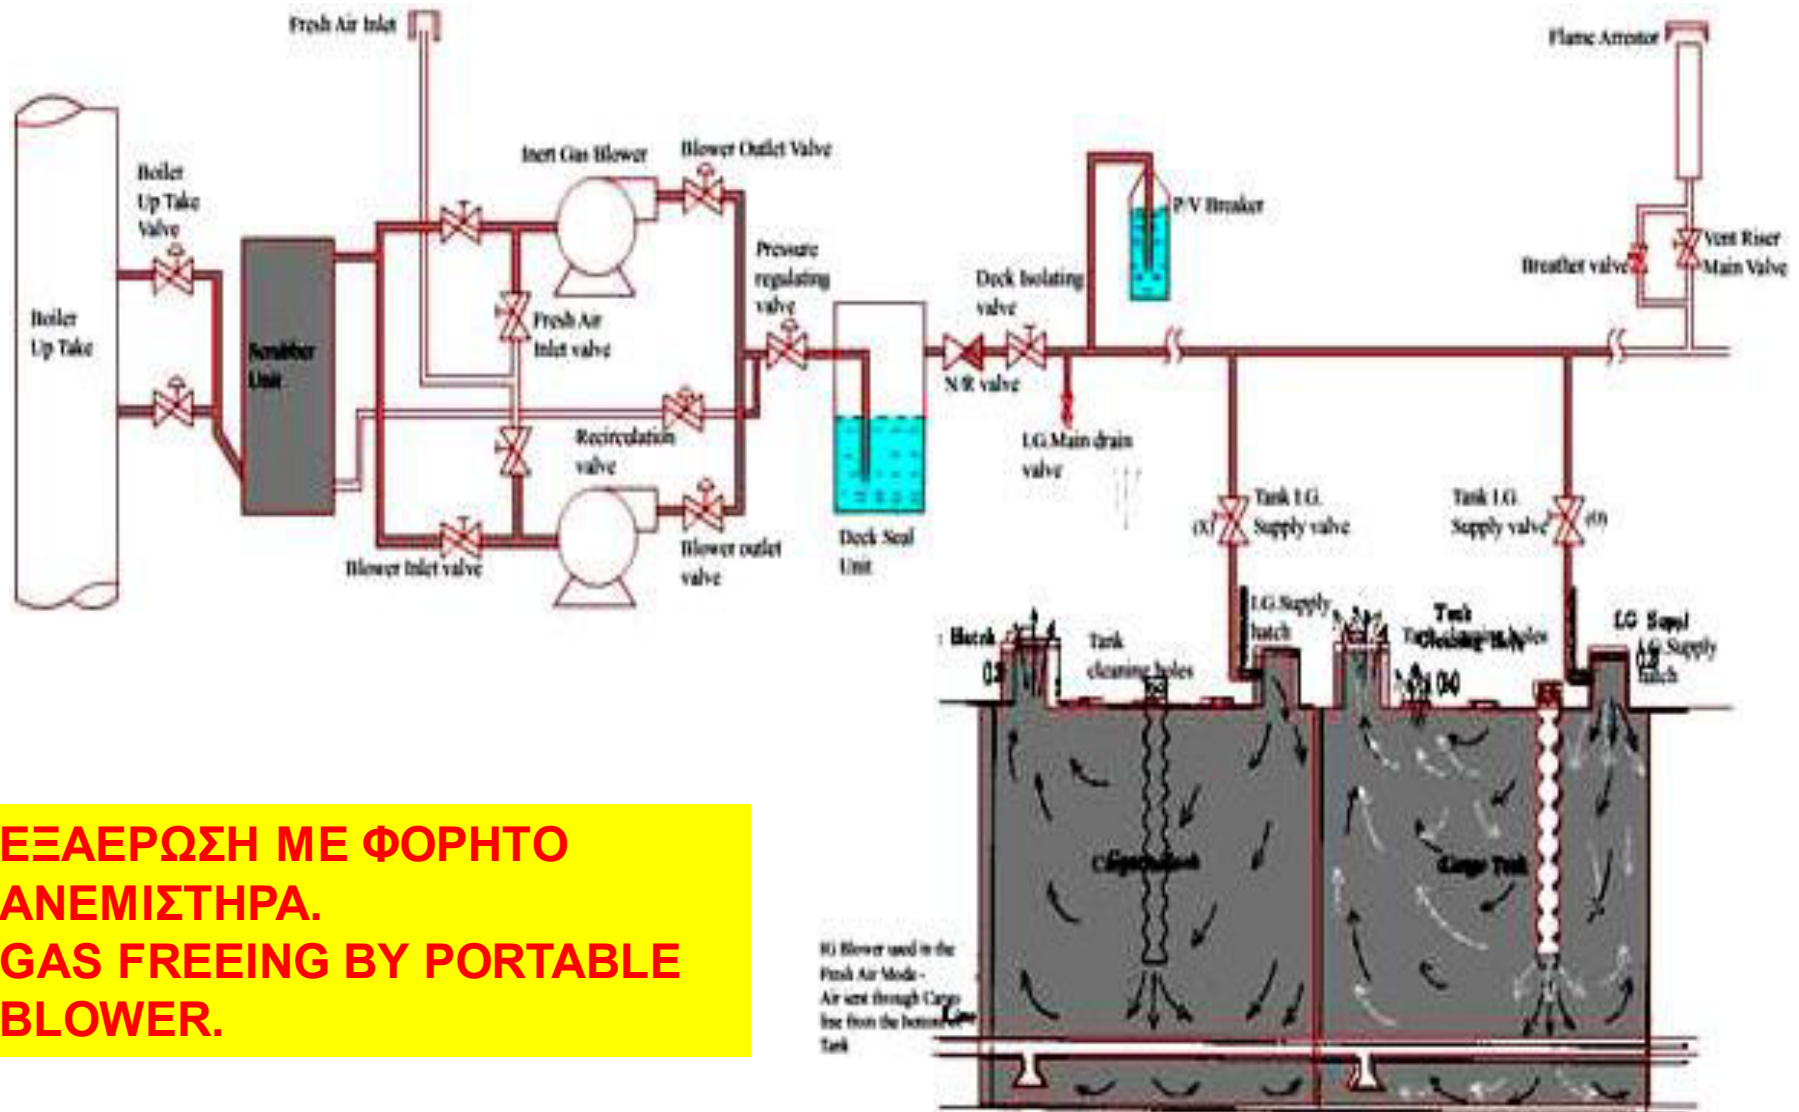 Fresh Air Inlet
Flame Arrestor
Boiler
Up Take
Valve
Inert Gas Blower
Blower Outlet Valve
P/V Breaker
Pressure
regulating
valve
Deck Isolating
valve
Breather valve
Vent Riser
Main Valve
Boiler
Up Take
Scrubber
Unit
Fresh Air
Inlet valve
N/R valve
Recirculation
valve
I.G.Main drain
valve
Blower Inlet valve
Blower outlet
valve
Deck Seal
Unit
Tank I.G.
(X) Supply valve
Tank I.G.
Supply valve
I.G.Supply
hatch
Tank
cleaning holes
Tank
I.G.Supply
hatch
Cargo Tank
ΕΞΑΕΡΩΣΗ ΜΕ ΦΟΡΗΤΟ
ΑΝΕΜΙΣΤΗΡΑ.
GAS FREEING BY PORTABLE
BLOWER.
IG Blower used in the
Fresh Air Mode -
Air sent through Cargo
line from the bottom of
Tank